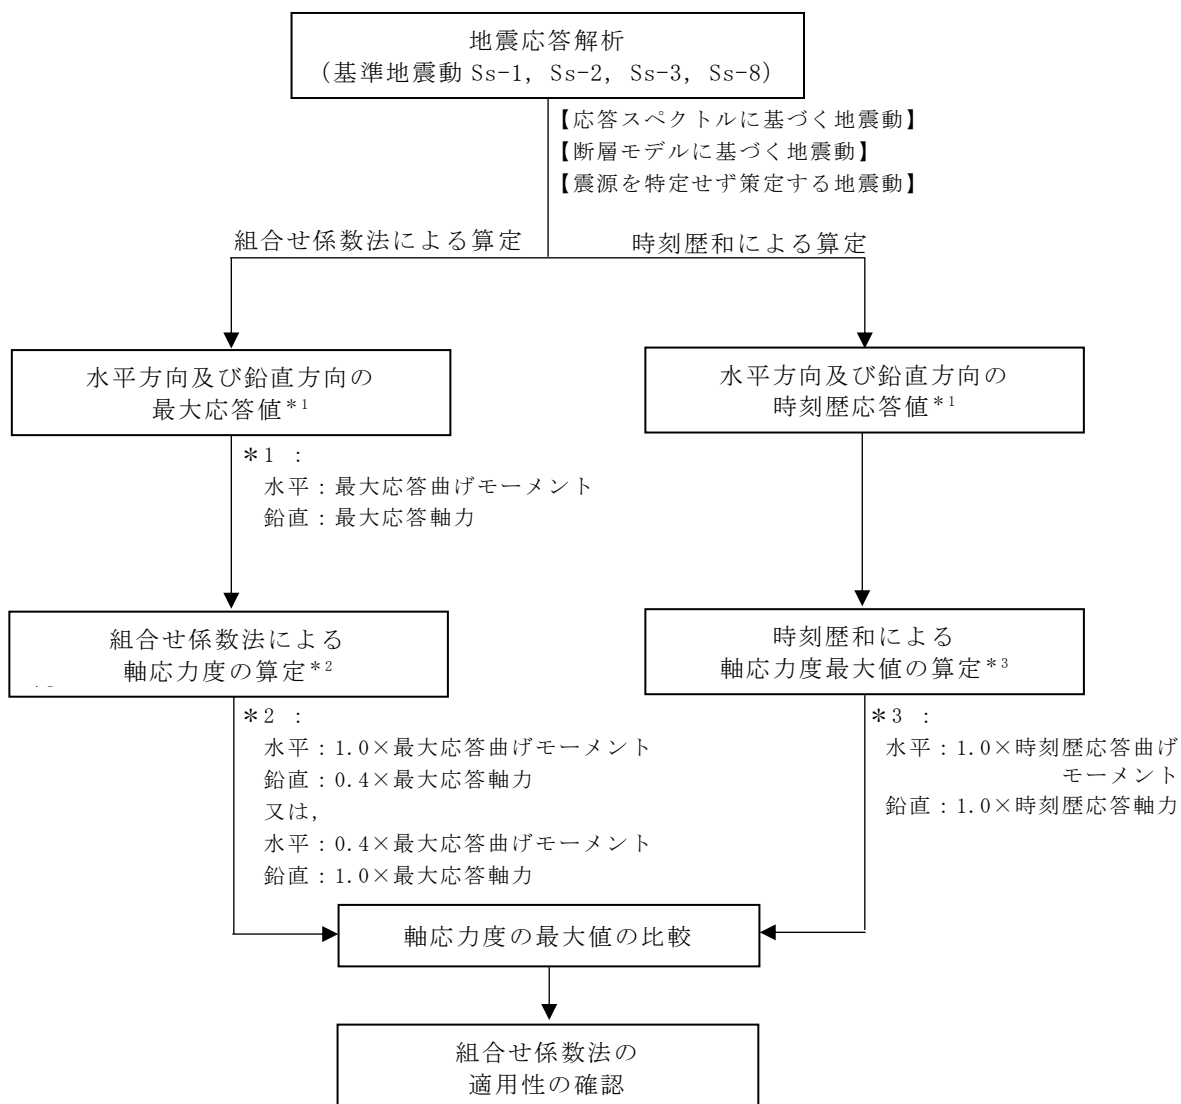 地震応答解析
（基準地震動 Ss-1, Ss-2, Ss-3, Ss-8）
【応答スペクトルに基づく地震動】
【断層モデルに基づく地震動】
【震源を特定せず策定する地震動】
組合せ係数法による算定
時刻歴和による算定
水平方向及び鉛直方向の
最大応答値*1
水平方向及び鉛直方向の
時刻歴応答値*1
＊1 ：
水平：最大応答曲げモーメント
鉛直：最大応答軸力
組合せ係数法による
軸応力度の算定*2
時刻歴和による
軸応力度最大値の算定*3
＊2 ：
水平：1.0×最大応答曲げモーメント
鉛直：0.4×最大応答軸力
又は，
水平：0.4×最大応答曲げモーメント
鉛直：1.0×最大応答軸力
＊3 ：
水平：1.0×時刻歴応答曲げ
モーメント
鉛直：1.0×時刻歴応答軸力
軸応力度の最大値の比較
組合せ係数法の
適用性の確認